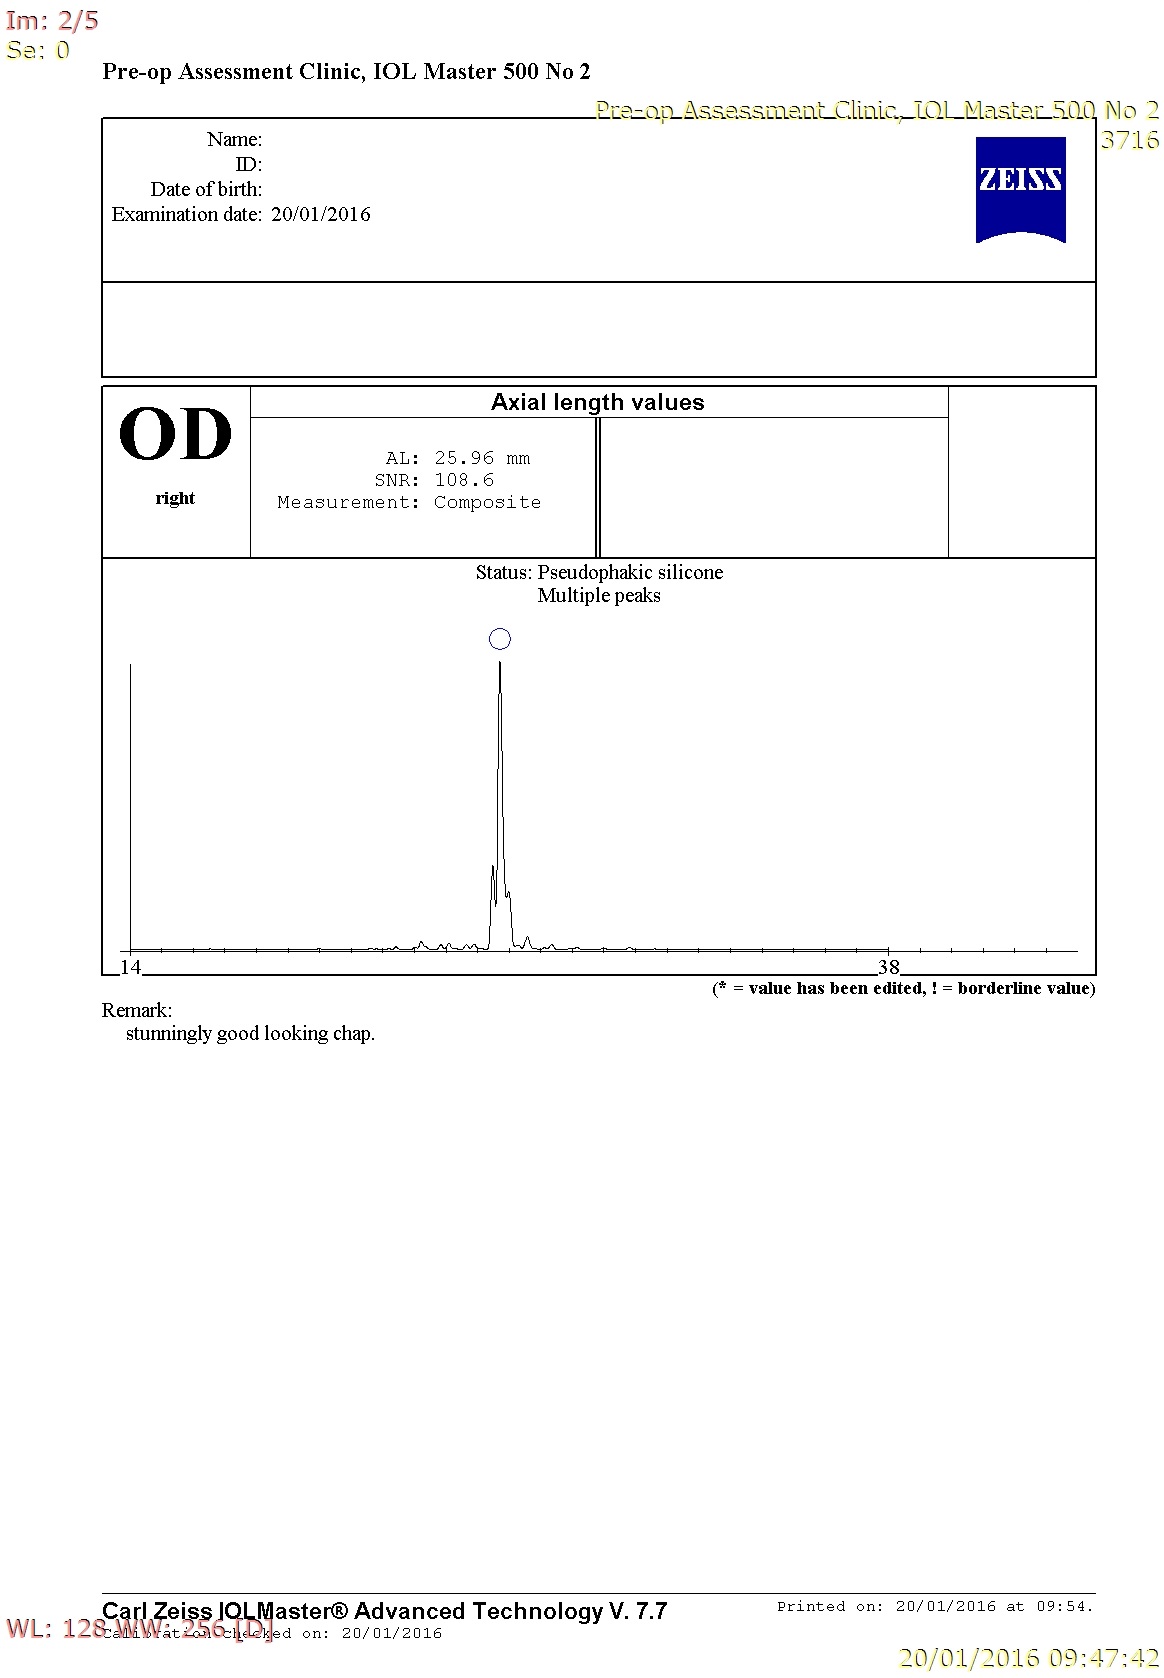 Im: 2/5
Se: 0
Pre-op Assessment Clinic, IOL Master 500 No 2
Pre-op Assessment Clinic, IOL Master 500 No 2
3716
Name:
ID:
Date of birth:
Examination date: 20/01/2016
ZEISS
OD
right
Axial length values
AL: 25.96 mm
SNR: 108.6
Measurement: Composite
Status: Pseudophakic silicone
Multiple peaks
14 38
(* = value has been edited, ! = borderline value)
Remark:
stunningly good looking chap.
Carl Zeiss IOLMaster® Advanced Technology V. 7.7
Printed on: 20/01/2016 at 09:54.
WL: 128 WW: 256 [D]
Calibration checked on: 20/01/2016
20/01/2016 09:47:42